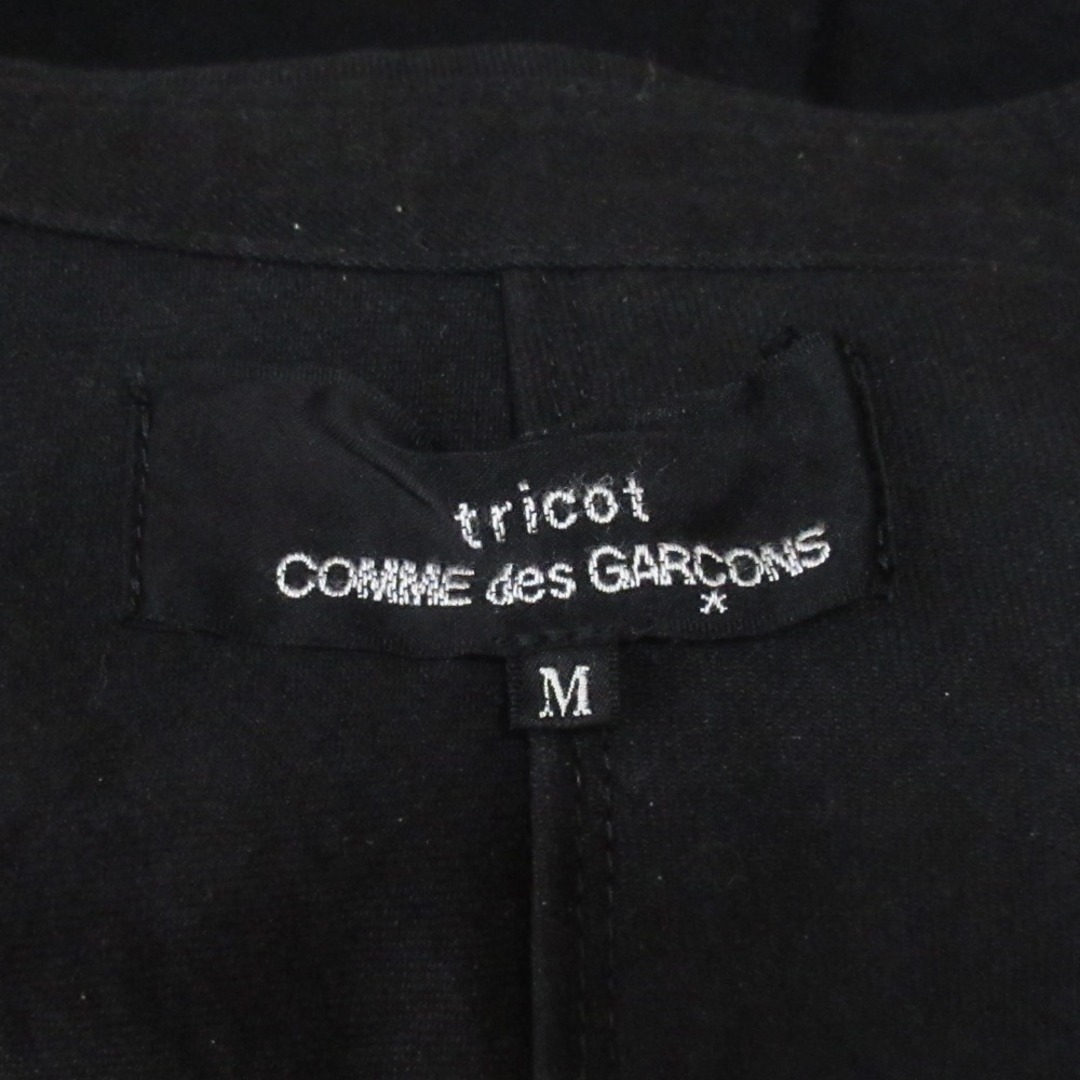 tricot
COMME des GARÇONS
*
M